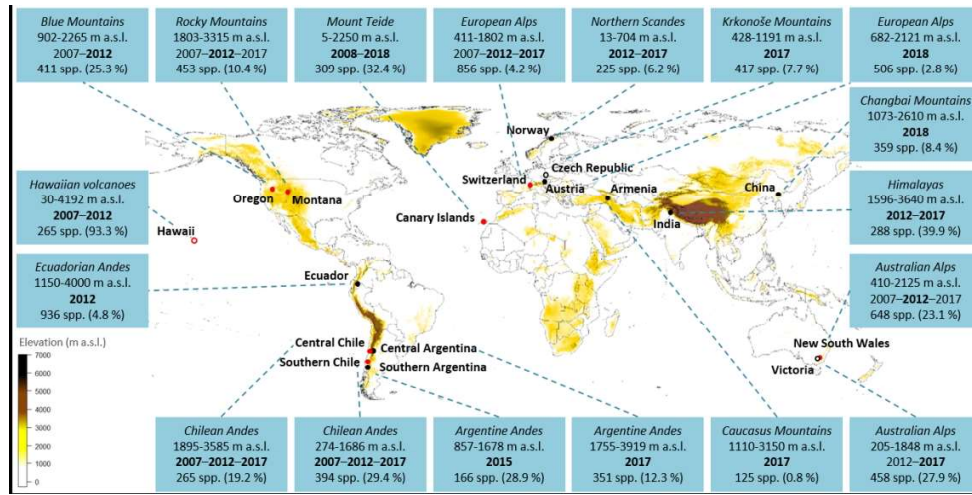 Blue Mountains
902-2265 m a.s.l.
2007–2012
411 spp. (25.3 %)
Rocky Mountains
1803-3315 m a.s.l.
2007–2012–2017
453 spp. (10.4 %)
Mount Teide
5-2250 m a.s.l.
2008–2018
309 spp. (32.4 %)
European Alps
411-1802 m a.s.l.
2007–2012–2017
856 spp. (4.2 %)
Northern Scandes
13-704 m a.s.l.
2012–2017
225 spp. (6.2 %)
Krkonoše Mountains
428-1191 m a.s.l.
2017
417 spp. (7.7 %)
European Alps
682-2121 m a.s.l.
2018
506 spp. (2.8 %)
Changbai Mountains
1073-2610 m a.s.l.
2018
359 spp. (8.4 %)
Norway
Czech Republic
Switzerland
Austria
Armenia
China
Hawaiian volcanoes
30-4192 m a.s.l.
2007–2012
265 spp. (93.3 %)
Oregon
Montana
Canary Islands
India
Himalayas
1596-3640 m a.s.l.
2012–2017
288 spp. (39.9 %)
Hawaii
Ecuadorian Andes
1150-4000 m a.s.l.
2012
936 spp. (4.8 %)
Ecuador
Australian Alps
410-2125 m a.s.l.
2007–2012–2017
648 spp. (23.1 %)
Central Chile
Central Argentina
Southern Chile
Southern Argentina
New South Wales
Victoria
Elevation (m a.s.l.)
7000
6000
5000
4000
3000
2000
1000
0
Chilean Andes
1895-3585 m a.s.l.
2007–2012–2017
265 spp. (19.2 %)
Chilean Andes
274-1686 m a.s.l.
2007–2012–2017
394 spp. (29.4 %)
Argentine Andes
857-1678 m a.s.l.
2015
166 spp. (28.9 %)
Argentine Andes
1755-3919 m a.s.l.
2017
351 spp. (12.3 %)
Caucasus Mountains
1110-3150 m a.s.l.
2017
125 spp. (0.8 %)
Australian Alps
205-1848 m a.s.l.
2012–2017
458 spp. (27.9 %)